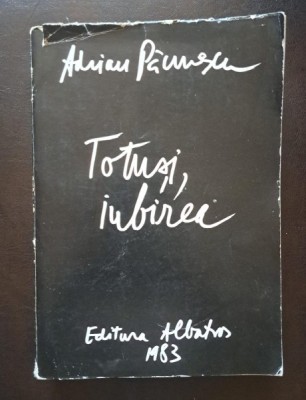 Adrian Păunescu
Totuși,
iubirea
Editura Albatros
1983